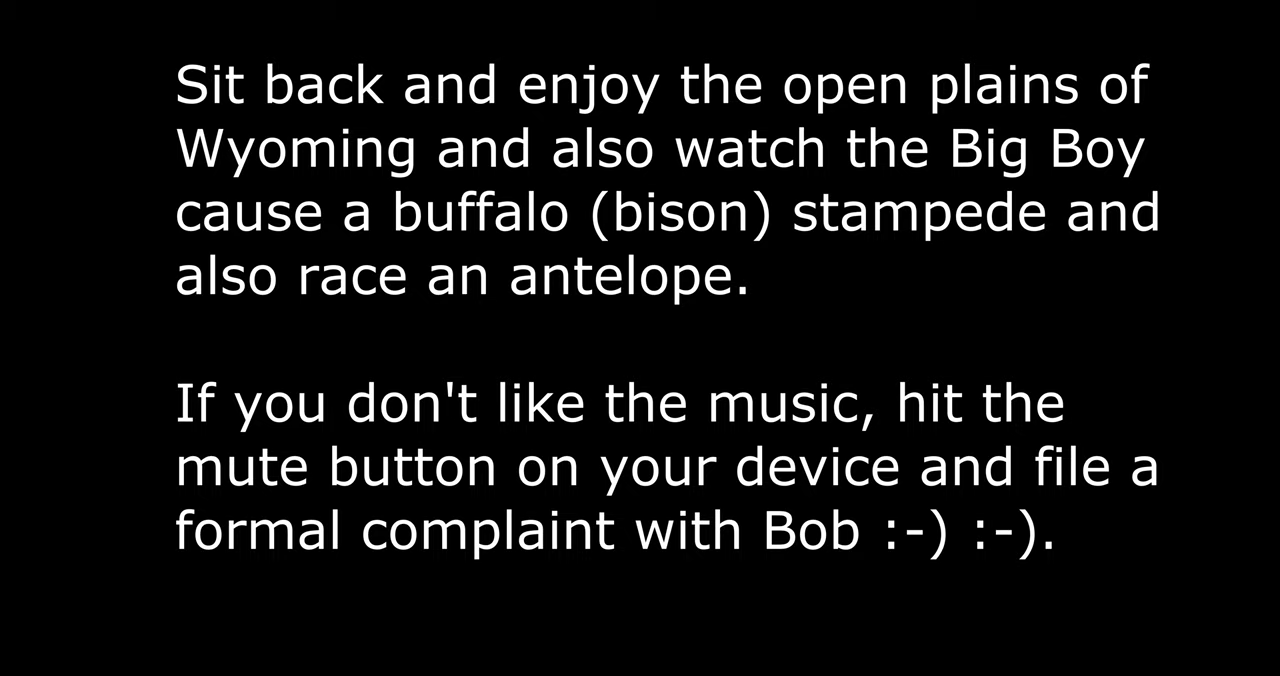 Sit back and enjoy the open plains of
Wyoming and also watch the Big Boy
cause a buffalo (bison) stampede and
also race an antelope.
If you don't like the music, hit the
mute button on your device and file a
formal complaint with Bob :-) :-).